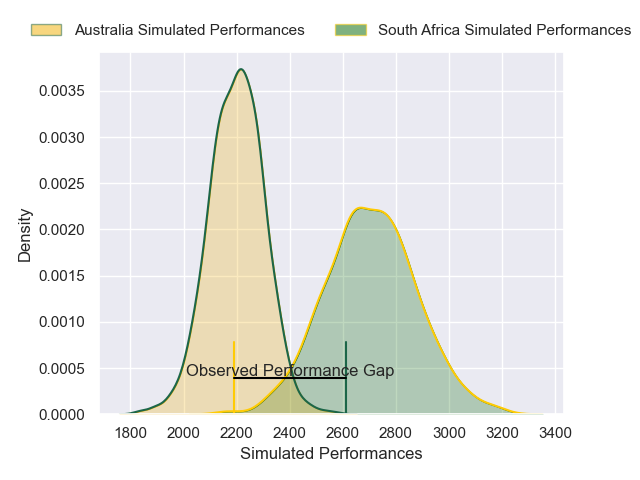 Australia Simulated Performances
South Africa Simulated Performances
0.0035
0.0030
0.0025
0.0020
0.0015
0.0010
0.0005
0.0000
Density
Observed Performance Gap
1800 2000 2200 2400 2600 2800 3000 3200 3400
Simulated Performances